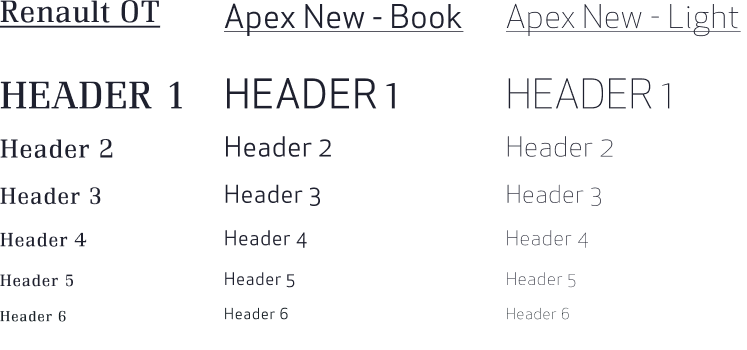 Renault OT
HEADER 1
Header 2
Header 3
Header 4
Header 5
Header 6
Apex New - Book
HEADER 1
Header 2
Header 3
Header 4
Header 5
Header 6
Apex New - Light
HEADER 1
Header 2
Header 3
Header 4
Header 5
Header 6